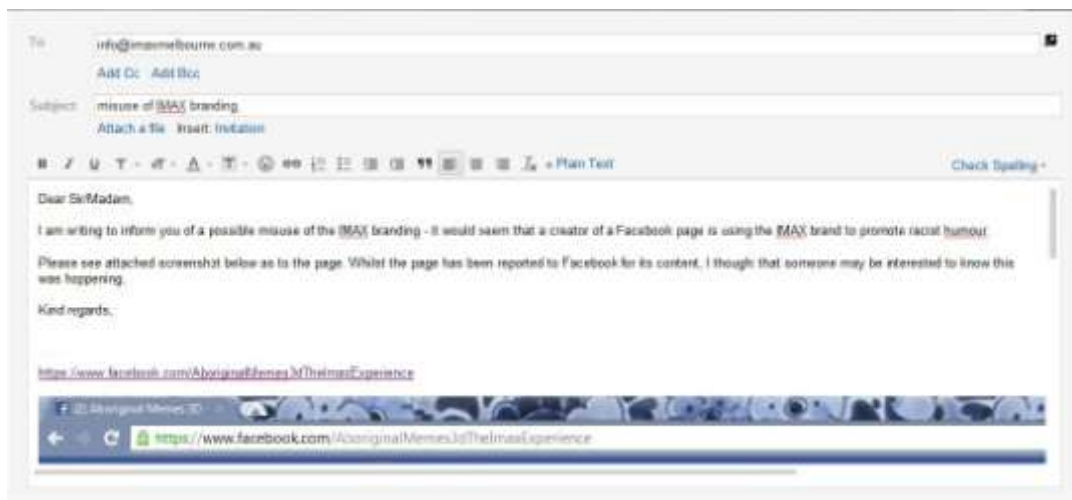 To info@imaxmelbourne.com.au
Add Cc Add Bcc
Subject: misuse of IMAX branding
Attach a file Insert: Invitation
B I U T T A T « Plain Text Check Spelling
Dear Sir/Madam,
I am writing to inform you of a possible misuse of the IMAX branding - it would seem that a creator of a Facebook page is using the IMAX brand to promote racist humour.
Please see attached screenshot below as to the page. Whilst the page has been reported to Facebook for its content, I though that someone may be interested to know this
was happening.
Kind regards,
https://www.facebook.com/AboriginalMemes3dTheImaxExperience
Aboriginal Memes 3D
https://www.facebook.com/AboriginalMemes3dTheImaxExperience